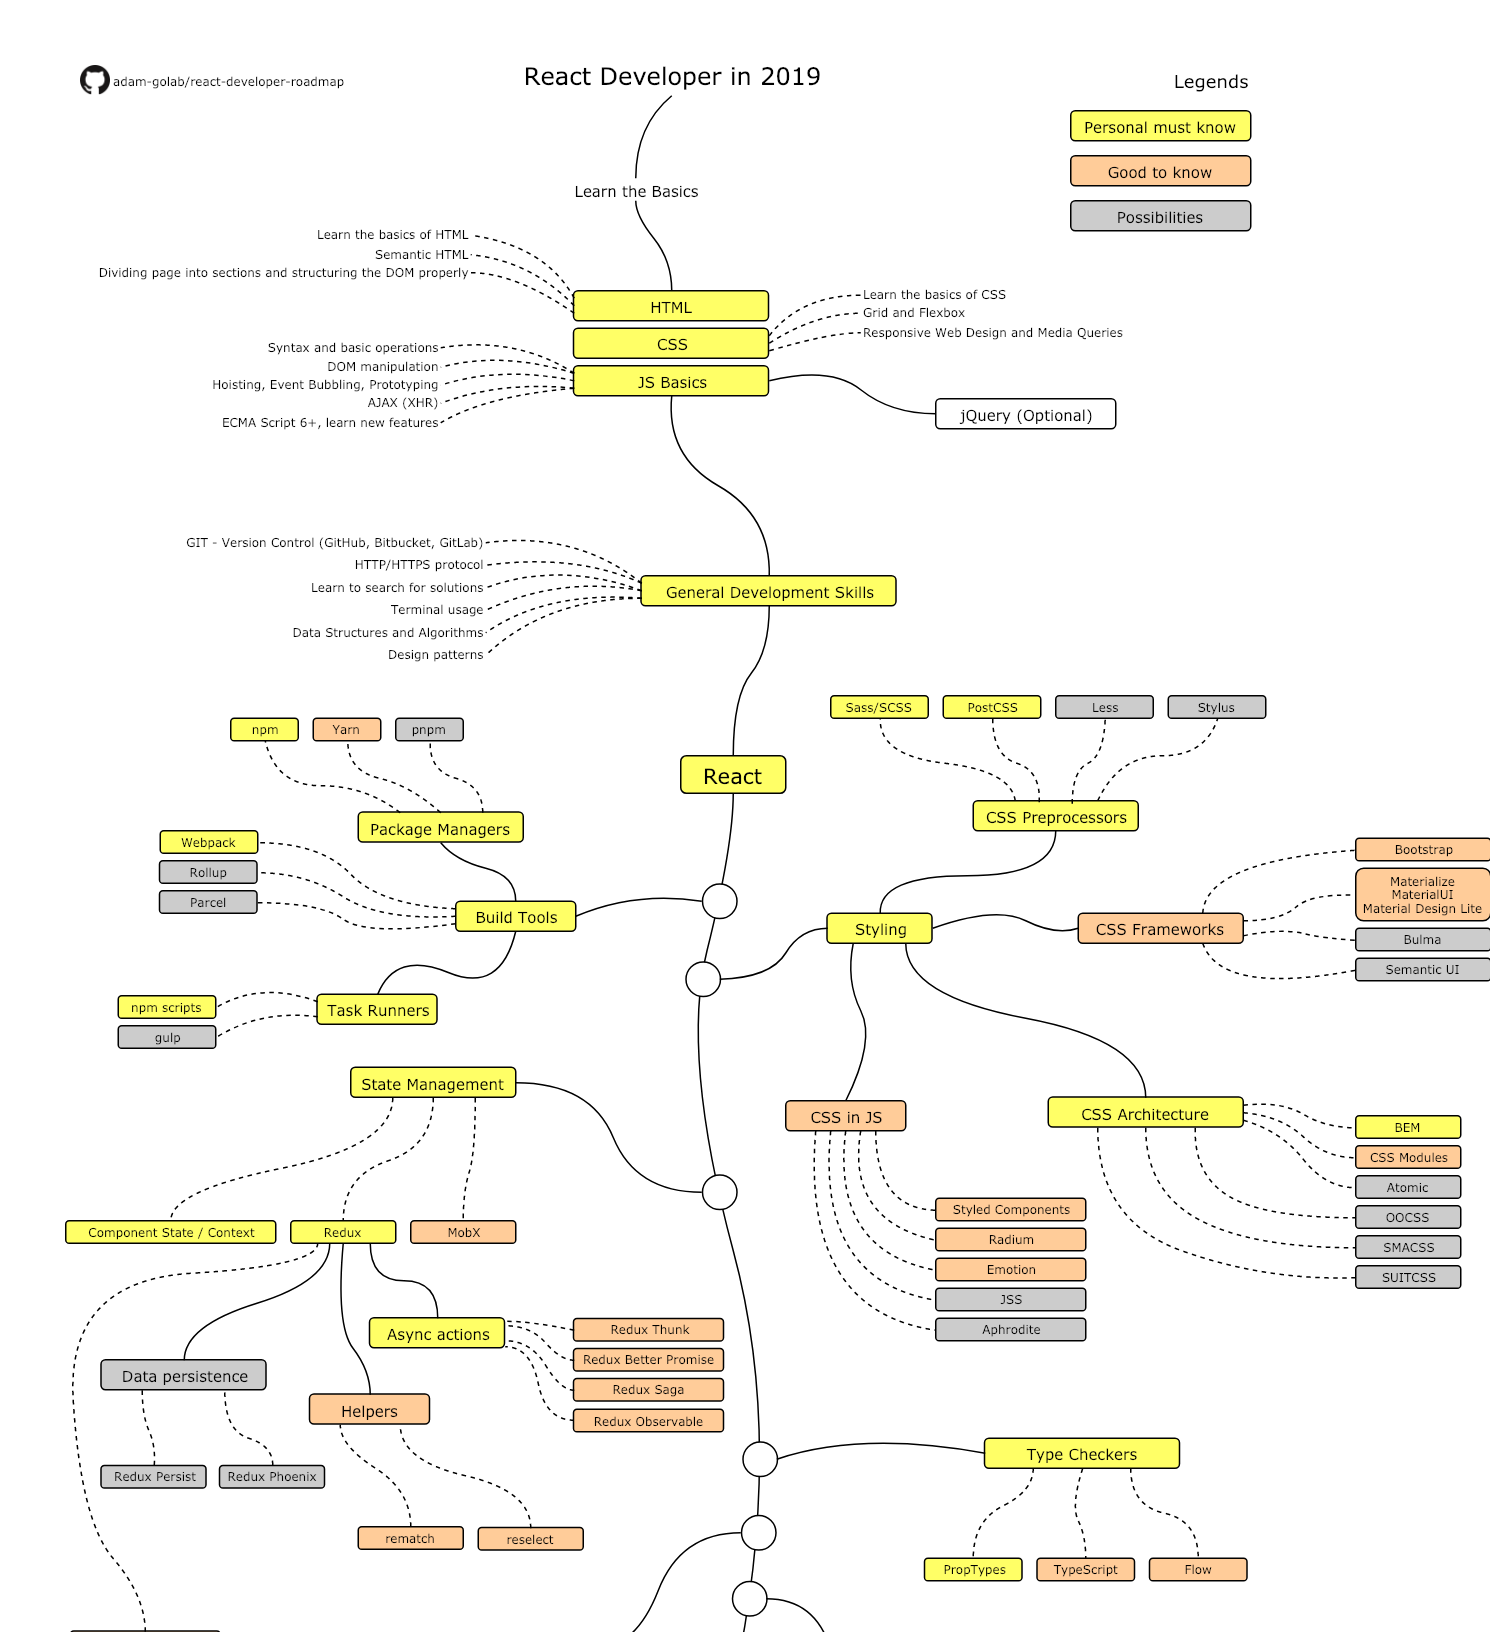 adam-golab/react-developer-roadmap
React Developer in 2019
Legends
Personal must know
Good to know
Possibilities
Learn the Basics
Learn the basics of HTML
Semantic HTML
Dividing page into sections and structuring the DOM properly
HTML
Learn the basics of CSS
Grid and Flexbox
Responsive Web Design and Media Queries
CSS
Syntax and basic operations
DOM manipulation
Hoisting, Event Bubbling, Prototyping
AJAX (XHR)
ECMA Script 6+, learn new features
JS Basics
jQuery (Optional)
GIT - Version Control (GitHub, Bitbucket, GitLab)
HTTP/HTTPS protocol
Learn to search for solutions
Terminal usage
Data Structures and Algorithms
Design patterns
General Development Skills
React
npm
Yarn
pnpm
Package Managers
Webpack
Rollup
Parcel
Build Tools
npm scripts
gulp
Task Runners
Sass/SCSS
PostCSS
Less
Stylus
CSS Preprocessors
Styling
CSS Frameworks
Bootstrap
Materialize
MaterialUI
Material Design Lite
Bulma
Semantic UI
CSS in JS
Styled Components
Radium
Emotion
JSS
Aphrodite
CSS Architecture
BEM
CSS Modules
Atomic
OOCSS
SMACSS
SUITCSS
State Management
Component State / Context
Redux
MobX
Async actions
Redux Thunk
Redux Better Promise
Redux Saga
Redux Observable
Data persistence
Redux Persist
Redux Phoenix
Helpers
rematch
reselect
Type Checkers
PropTypes
TypeScript
Flow